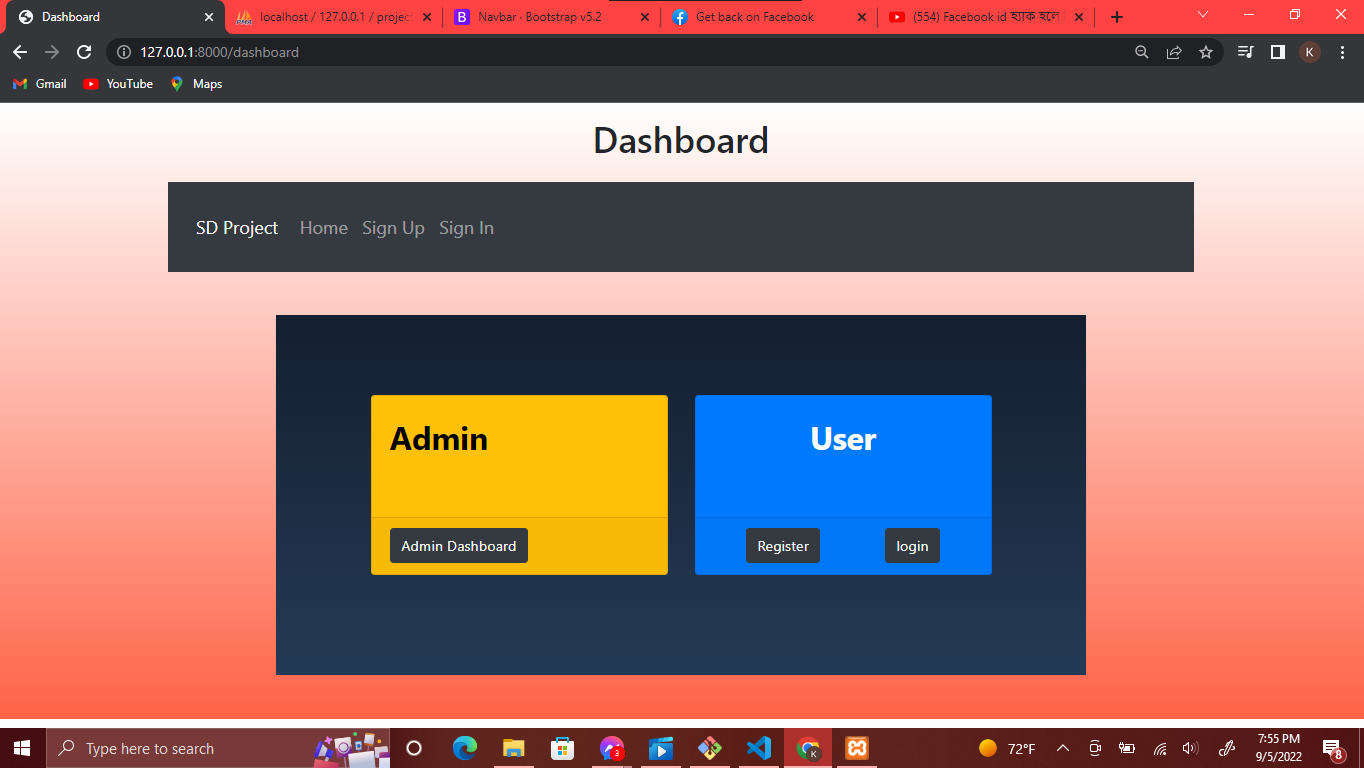 Dashboard
localhost / 127.0.0.1 / project
Navbar · Bootstrap v5.2
Get back on Facebook
(554) Facebook id হ্যাক হলে
127.0.0.1:8000/dashboard
K
Gmail
YouTube
Maps
Dashboard
SD Project Home Sign Up Sign In
Admin
User
Admin Dashboard
Register
login
Type here to search
3
K
72°F
7:55 PM
9/5/2022
8